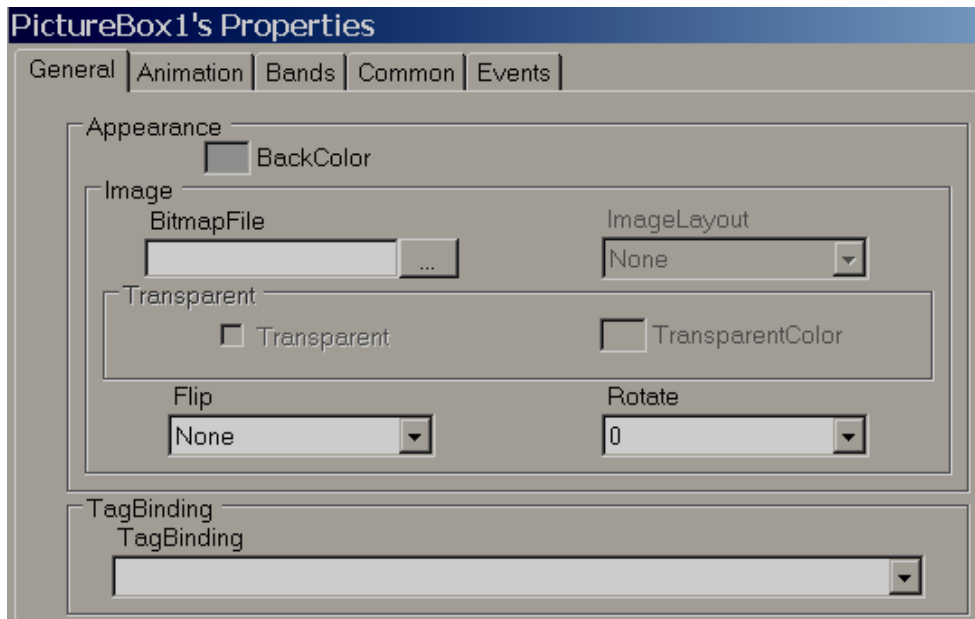 PictureBox1's Properties
General Animation Bands Common Events
Appearance
BackColor
Image
BitmapFile ImageLayout
... None
Transparent
Transparent TransparentColor
Flip Rotate
None 0
TagBinding
TagBinding